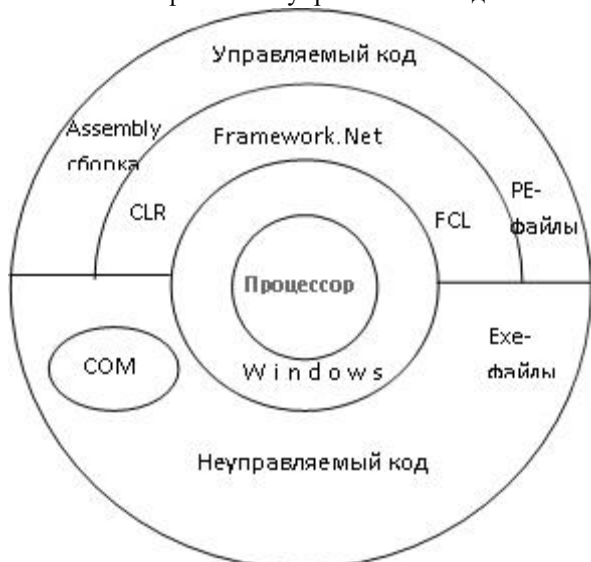 Управляемый код
Assembly
сборка
Framework.Net
CLR
FCL
PE-
файлы
Процессор
Exe-
файлы
COM
Windows
Неуправляемый код